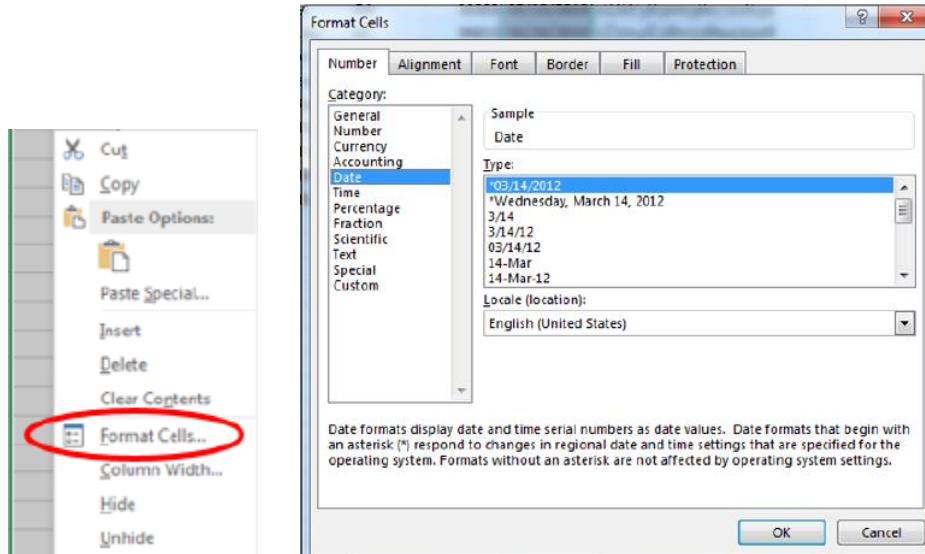 Cut
Copy
Paste Options:
Paste Special...
Insert
Delete
Clear Contents
Format Cells...
Column Width...
Hide
Unhide
Format Cells
Number Alignment Font Border Fill Protection
Category:
General
Number
Currency
Accounting
Date
Time
Percentage
Fraction
Scientific
Text
Special
Custom
Sample
Date
Type:
*03/14/2012
*Wednesday, March 14, 2012
3/14
3/14/12
03/14/12
14-Mar
14-Mar-12
Locale (location):
English (United States)
Date formats display date and time serial numbers as date values. Date formats that begin with
an asterisk (*) respond to changes in regional date and time settings that are specified for the
operating system. Formats without an asterisk are not affected by operating system settings.
OK Cancel